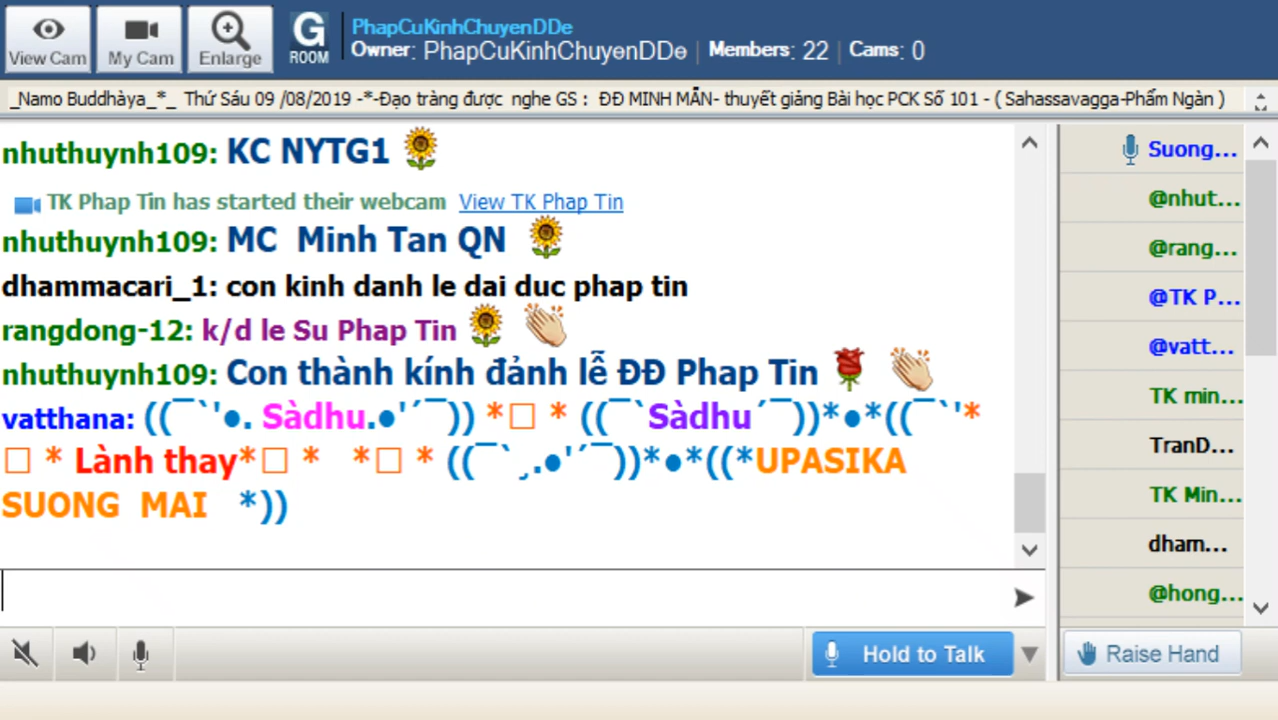 View Cam
My Cam
Enlarge
G
ROOM
PhapCuKinhChuyenDDe
Owner: PhapCuKinhChuyenDDe | Members: 22 | Cams: 0
_Namo Buddhàya_*_ Thứ Sáu 09 /08/2019 -*-Đạo tràng được nghe GS : ĐĐ MINH MẪN- thuyết giảng Bài học PCK Số 101 - ( Sahassavagga-Phẩm Ngàn )
nhuthuynh109: KC NYTG1
TK Phap Tin has started their webcam View TK Phap Tin
nhuthuynh109: MC Minh Tan QN
dhammacari_1: con kinh danh le dai duc phap tin
rangdong-12: k/d le Su Phap Tin
nhuthuynh109: Con thành kính đảnh lễ ĐĐ Phap Tin
vatthana: ((¯`'●. Sàdhu.●'´¯)) *□ * ((¯`Sàdhu´¯))*●*((¯`'*
□ * Lành thay*□ * *□ * ((¯`¸.●'´¯))*●*((*UPASIKA
SUONG MAI *))
Suong...
@nhut...
@rang...
@TK P...
@vatt...
TK min...
TranD...
TK Min...
dham...
@hong...
Hold to Talk
Raise Hand